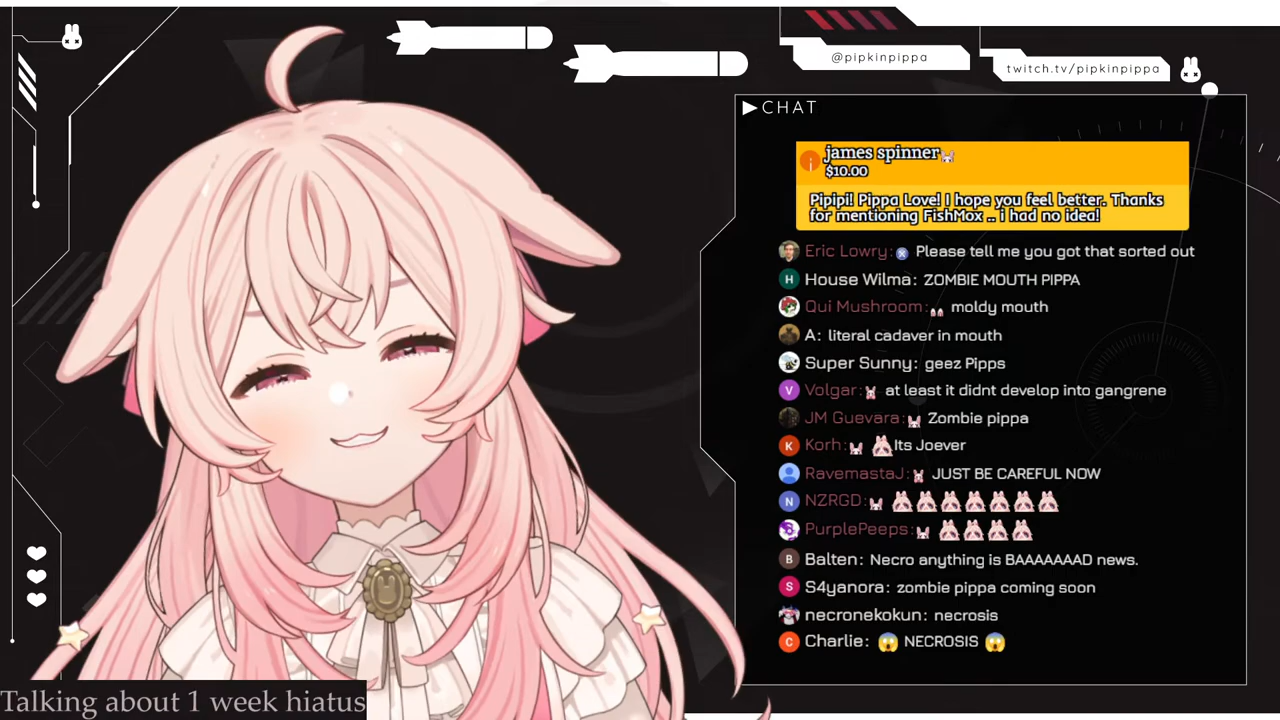 @pipkinpippa
twitch.tv/pipkinpippa
▶CHAT
james spinner
$10.00
Pipipi! Pippa Love! I hope you feel better. Thanks
for mentioning FishMox .. i had no idea!
Eric Lowry: Please tell me you got that sorted out
H House Wilma: ZOMBIE MOUTH PIPPA
Qui Mushroom: moldy mouth
A: literal cadaver in mouth
Super Sunny: geez Pipps
V Volgar: at least it didnt develop into gangrene
JM Guevara: Zombie pippa
K Korh: Its Joever
RavemastaJ: JUST BE CAREFUL NOW
N NZRGD:
PurplePeeps:
B Balten: Necro anything is BAAAAAAAD news.
S S4yanora: zombie pippa coming soon
necronekokun: necrosis
C Charlie: 😱 NECROSIS 😱
Talking about 1 week hiatus